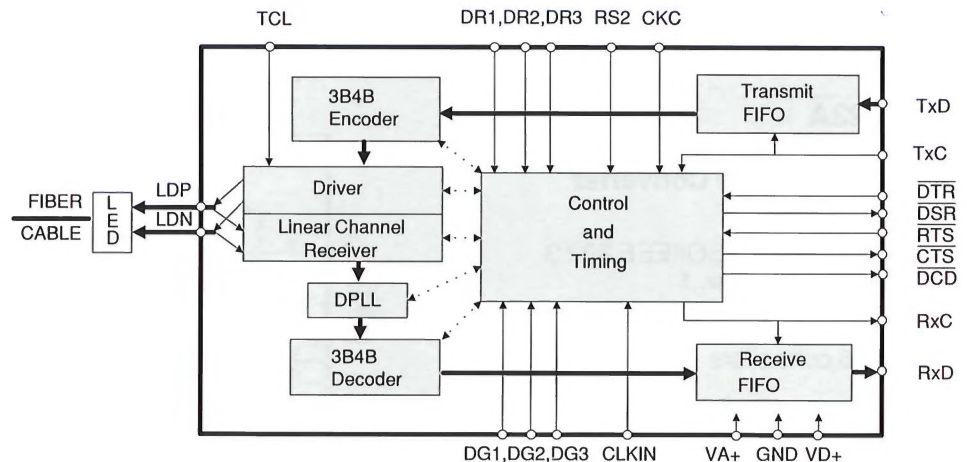 TCL
DR1,DR2,DR3
RS2
CKC
3B4B
Encoder
Transmit
FIFO
TxD
TxC
FIBER
CABLE
LED
LDP
LDN
Driver
Linear Channel
Receiver
Control
and
Timing
DTR
DSR
RTS
CTS
DCD
DPLL
RxC
3B4B
Decoder
Receive
FIFO
RxD
DG1,DG2,DG3
CLKIN
VA+
GND
VD+